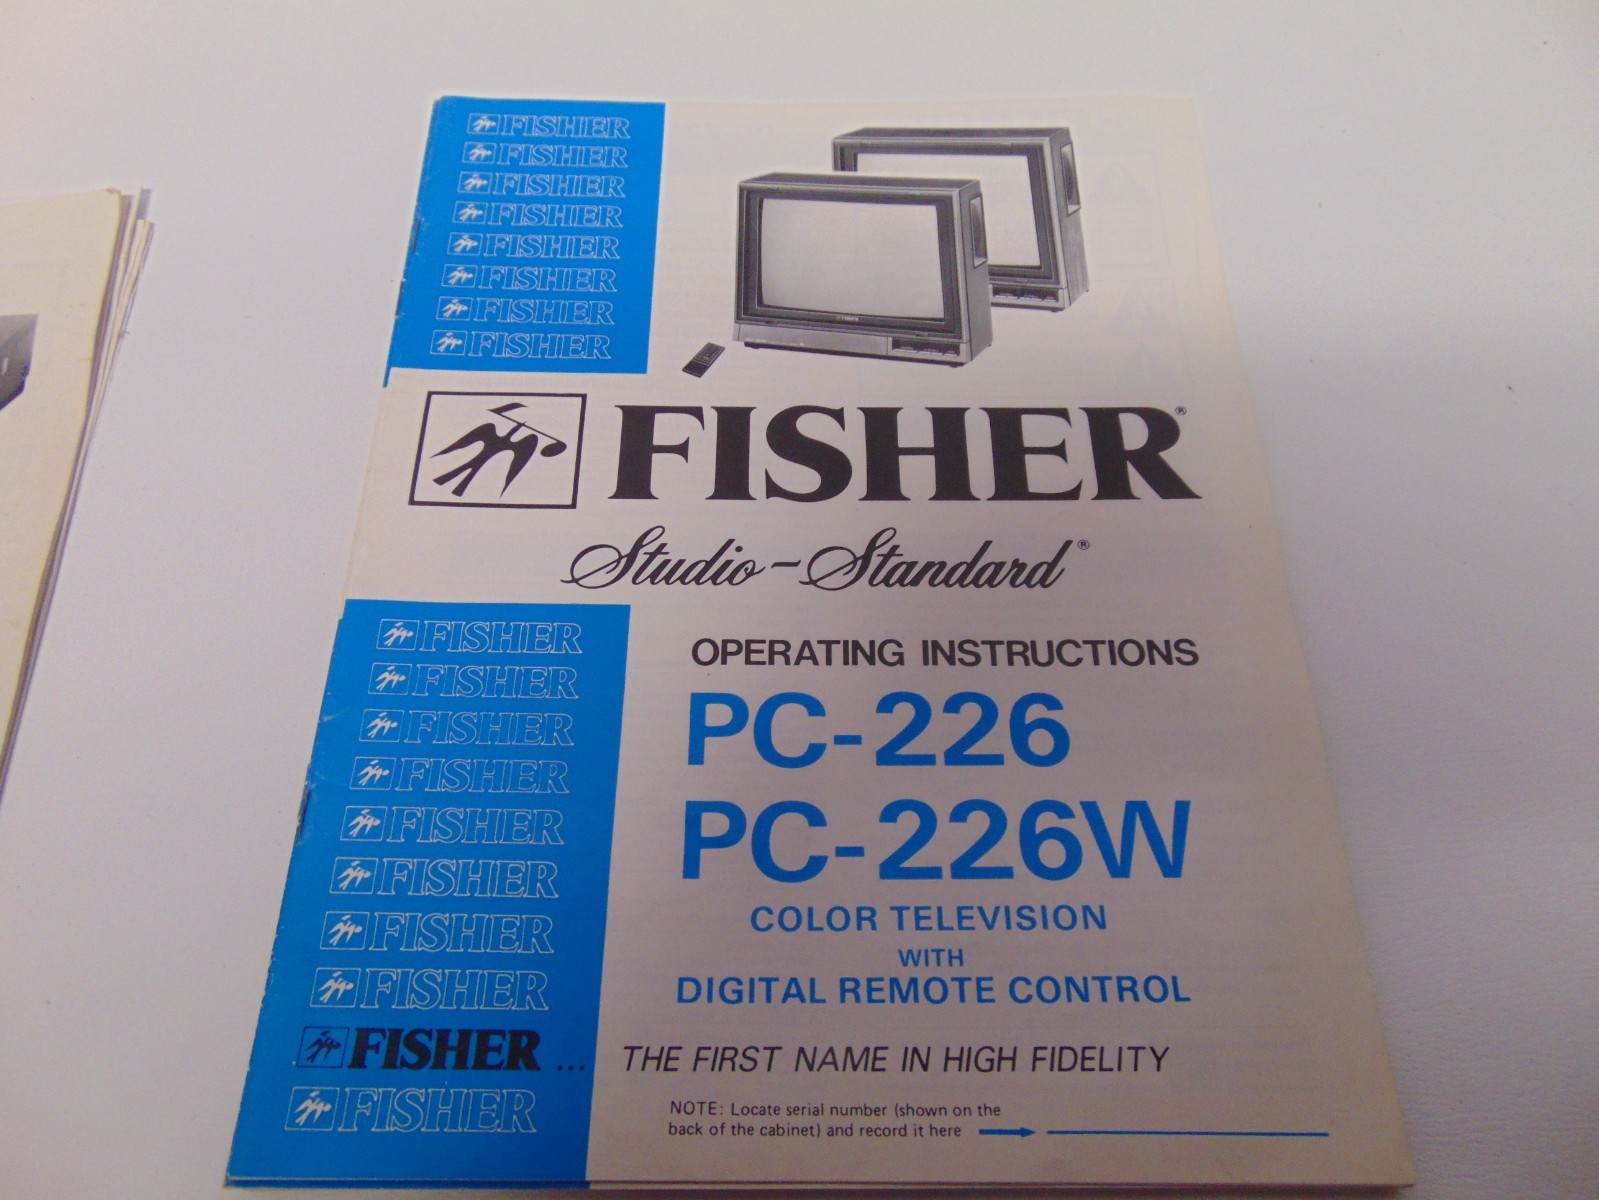 FISHER
FISHER
FISHER
FISHER
FISHER
FISHER
FISHER
FISHER
FISHER®
Studio-Standard®
OPERATING INSTRUCTIONS
PC-226
PC-226W
COLOR TELEVISION
WITH
DIGITAL REMOTE CONTROL
FISHER
FISHER
FISHER
FISHER
FISHER
FISHER
FISHER
FISHER
FISHER ... THE FIRST NAME IN HIGH FIDELITY
FISHER
NOTE: Locate serial number (shown on the
back of the cabinet) and record it here